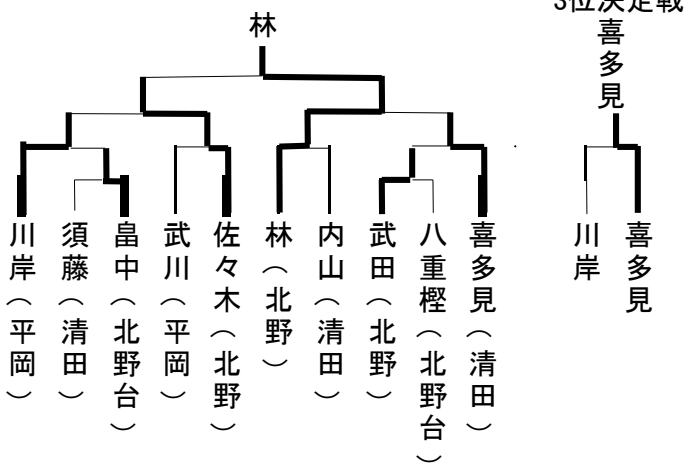 林
3位決定戦
喜多見
川岸（平岡）
須藤（清田）
畠中（北野台）
武川（平岡）
佐々木（北野）
林（北野）
内山（清田）
武田（北野）
八重樫（北野台）
喜多見（清田）
川岸
喜多見